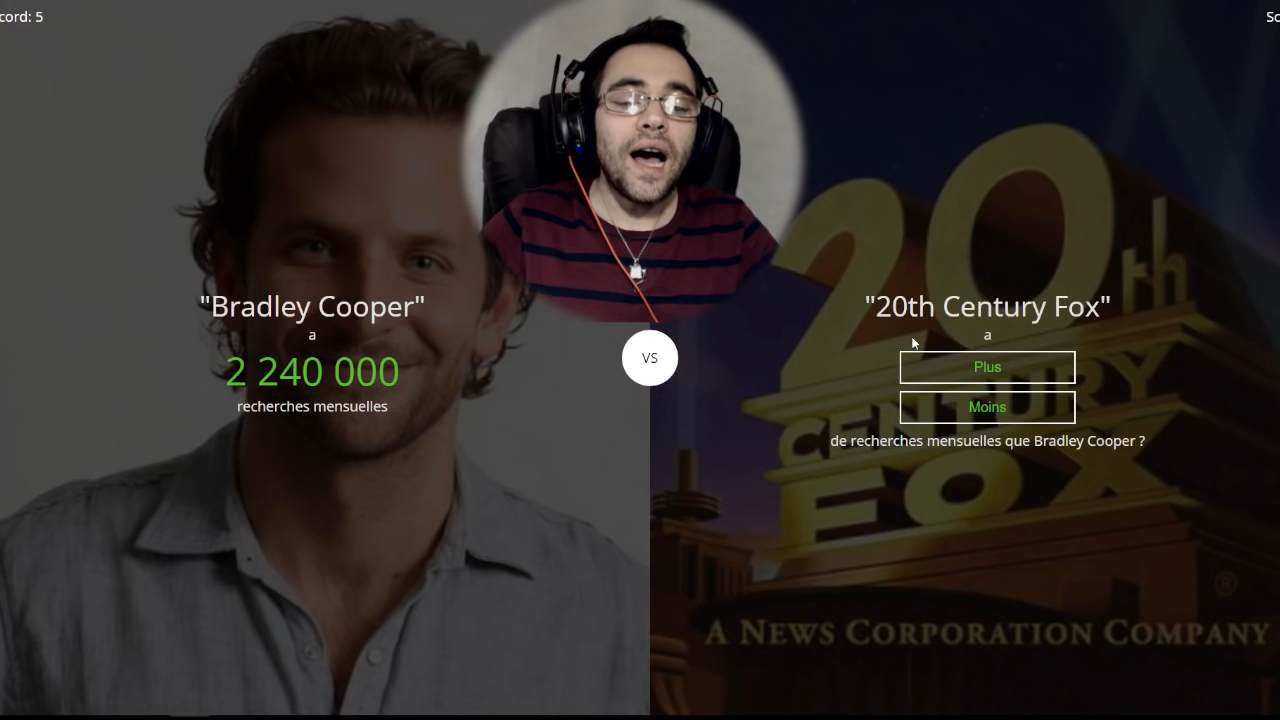 cord: 5
Sc
"Bradley Cooper"
a
2 240 000
recherches mensuelles
VS
"20th Century Fox"
a
Plus
Moins
de recherches mensuelles que Bradley Cooper ?
20th
CENTURY
FOX
®
A NEWS CORPORATION COMPANY